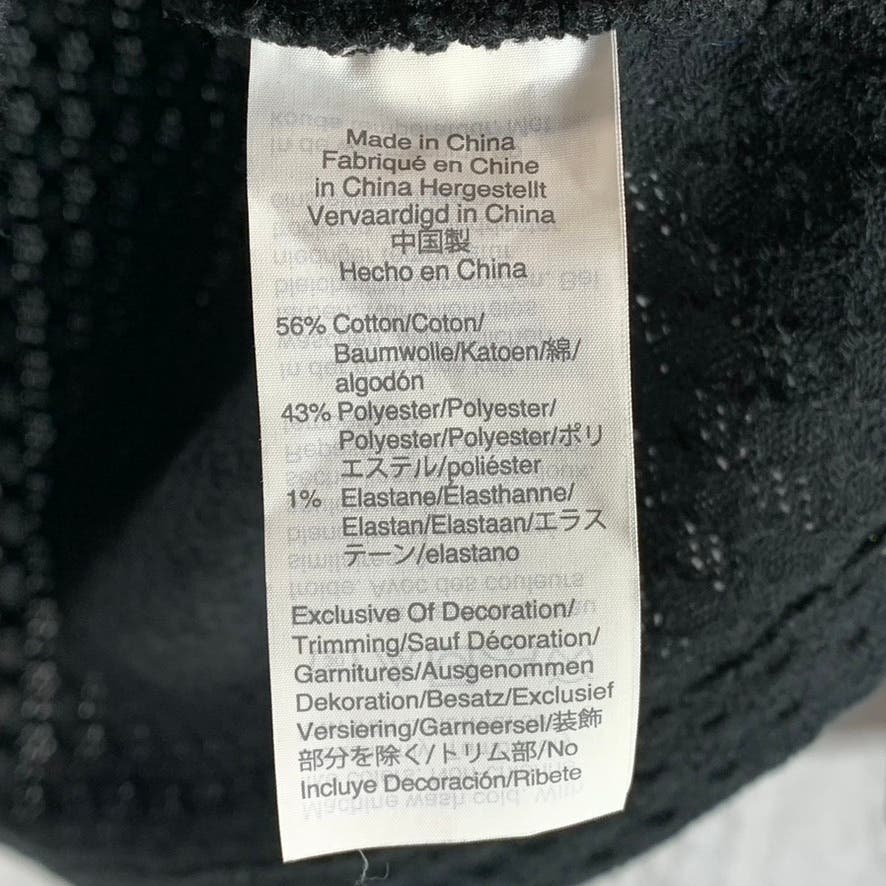 Made in China
Fabriqué en Chine
in China Hergestellt
Vervaardigd in China
中国製
Hecho en China
56% Cotton/Coton/
Baumwolle/Katoen/綿/
algodón
43% Polyester/Polyester/
Polyester/Polyester/ポリ
エステル/poliéster
1% Elastane/Élasthanne/
Elastan/Elastaan/エラス
テーン/elastano
Exclusive Of Decoration/
Trimming/Sauf Décoration/
Garnitures/Ausgenommen
Dekoration/Besatz/Exclusief
Versiering/Garneersel/装飾
部分を除く/トリム部/No
Incluye Decoración/Ribete